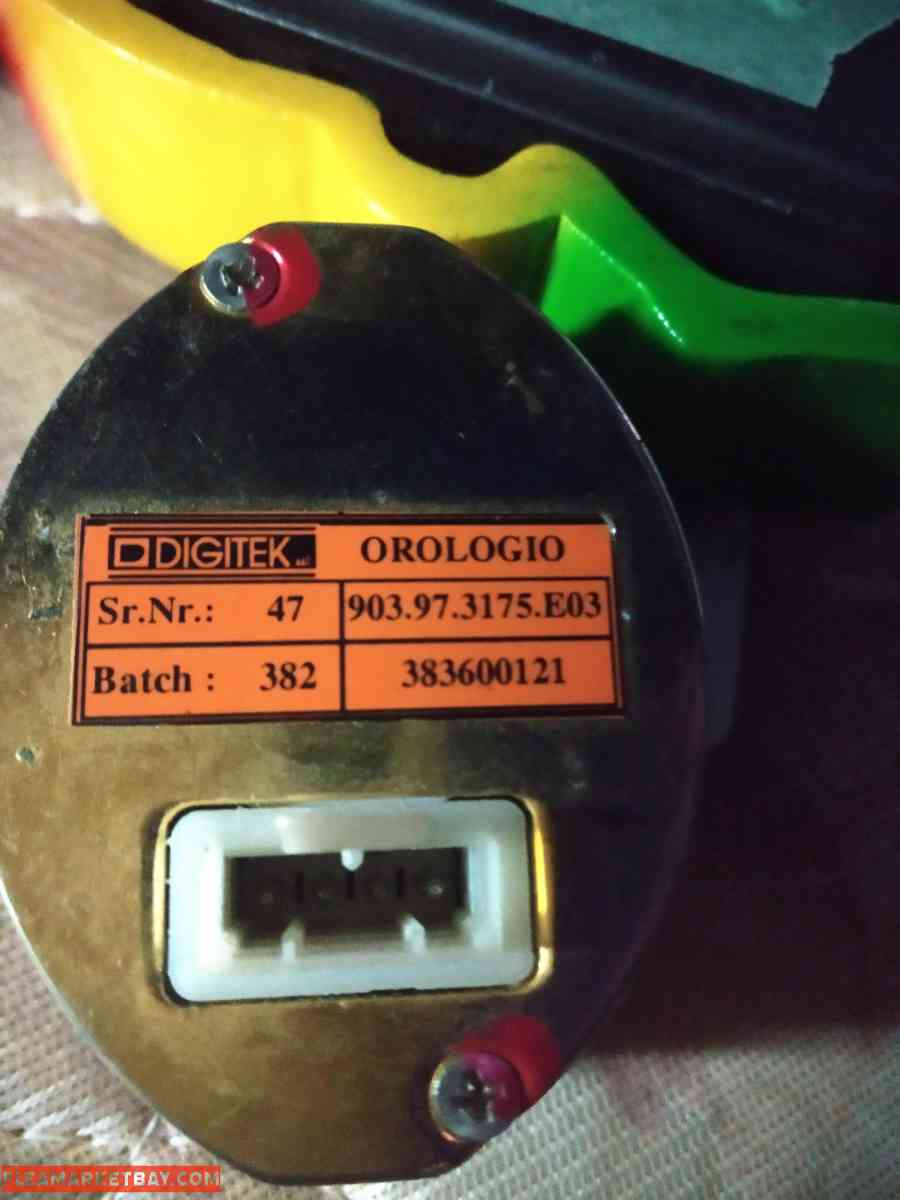 DIGITEK OROLOGIO
Sr.Nr.: 47 903.97.3175.E03
Batch : 382 383600121
FLEAMARKETBAY.COM